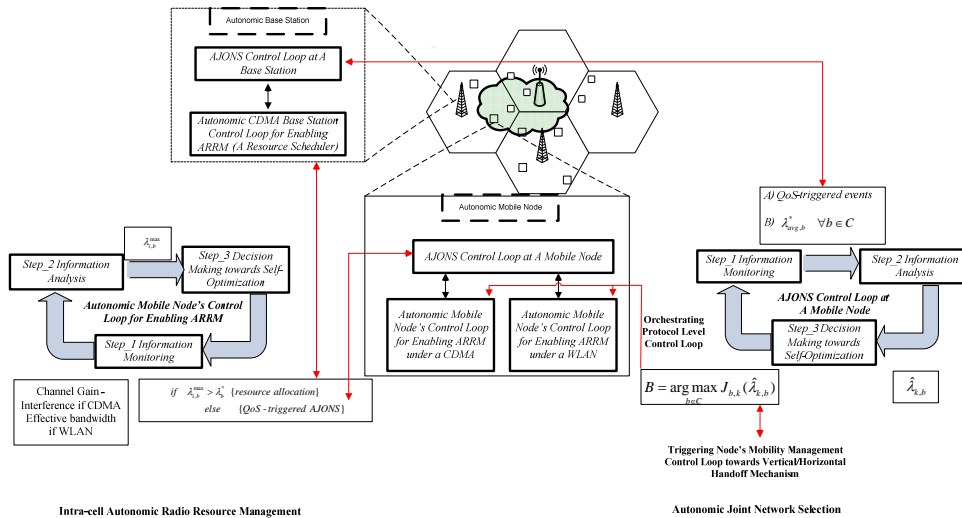 Autonomic Base Station
AJONS Control Loop at A
Base Station
Autonomic CDMA Base Station
Control Loop for Enabling
ARRM (A Resource Scheduler)
Autonomic Mobile Node
AJONS Control Loop at A Mobile Node
Autonomic Mobile
Node's Control Loop
for Enabling ARRM
under a CDMA
Autonomic Mobile
Node's Control Loop
for Enabling ARRM
under a WLAN
λ^max_{i,b}
Step_2 Information
Analysis
Step_3 Decision
Making towards Self-
Optimization
Autonomic Mobile Node's Control
Loop for Enabling ARRM
Step_1 Information
Monitoring
Channel Gain -
Interference if CDMA
Effective bandwidth
if WLAN
if λ^max_{i,b} > λ^*_b {resource allocation}
else {QoS - triggered AJONS}
A) QoS-triggered events
B) λ^*_{avg,b} ∀b ∈ C
Step_1 Information
Monitoring
Step_2 Information
Analysis
AJONS Control Loop at
A Mobile Node
Step_3 Decision
Making towards
Self-Optimization
Orchestrating
Protocol Level
Control Loop
B = arg max J_{b,k}(λ̂_{k,b})
b∈C
λ̂_{k,b}
Triggering Node's Mobility Management
Control Loop towards Vertical/Horizontal
Handoff Mechanism
Intra-cell Autonomic Radio Resource Management
Autonomic Joint Network Selection